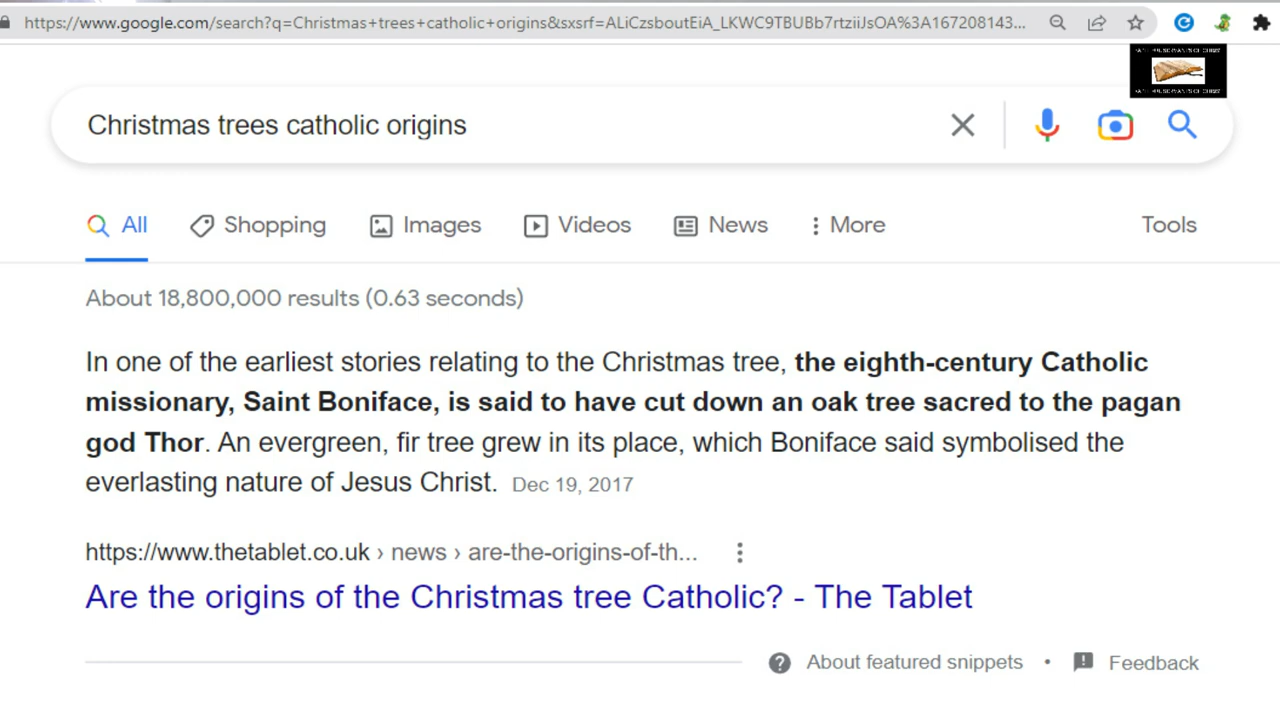 https://www.google.com/search?q=Christmas+trees+catholic+origins&sxsrf=ALiCzsboutEiA_LKWC9TBUBb7rtziiJsOA%3A167208143...
Christmas trees catholic origins
All Shopping Images Videos News More Tools
About 18,800,000 results (0.63 seconds)
In one of the earliest stories relating to the Christmas tree, the eighth-century Catholic
missionary, Saint Boniface, is said to have cut down an oak tree sacred to the pagan
god Thor. An evergreen, fir tree grew in its place, which Boniface said symbolised the
everlasting nature of Jesus Christ. Dec 19, 2017
https://www.thetablet.co.uk › news › are-the-origins-of-th...
Are the origins of the Christmas tree Catholic? - The Tablet
About featured snippets • Feedback